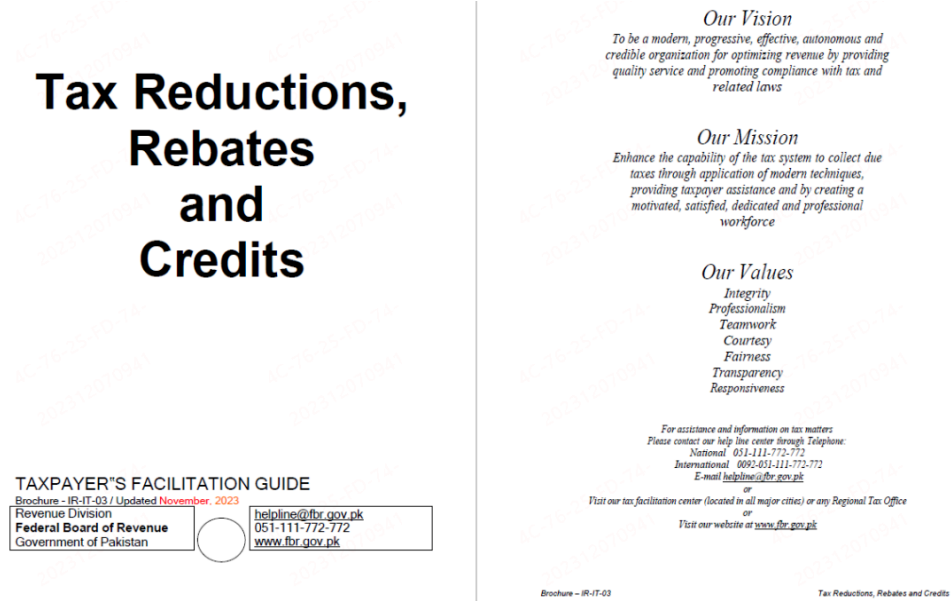 Tax Reductions,
Rebates
and
Credits
TAXPAYER"S FACILITATION GUIDE
Brochure - IR-IT-03 / Updated November, 2023
Revenue Division
Federal Board of Revenue
Government of Pakistan
helpline@fbr.gov.pk
051-111-772-772
www.fbr.gov.pk
Our Vision
To be a modern, progressive, effective, autonomous and
credible organization for optimizing revenue by providing
quality service and promoting compliance with tax and
related laws
Our Mission
Enhance the capability of the tax system to collect due
taxes through application of modern techniques,
providing taxpayer assistance and by creating a
motivated, satisfied, dedicated and professional
workforce
Our Values
Integrity
Professionalism
Teamwork
Courtesy
Fairness
Transparency
Responsiveness
For assistance and information on tax matters
Please contact our help line center through Telephone:
National 051-111-772-772
International 0092-051-111-772-772
E-mail helpline@fbr.gov.pk
or
Visit our tax facilitation center (located in all major cities) or any Regional Tax Office
or
Visit our website at www.fbr.gov.pk
Brochure – IR-IT-03
Tax Reductions, Rebates and Credits